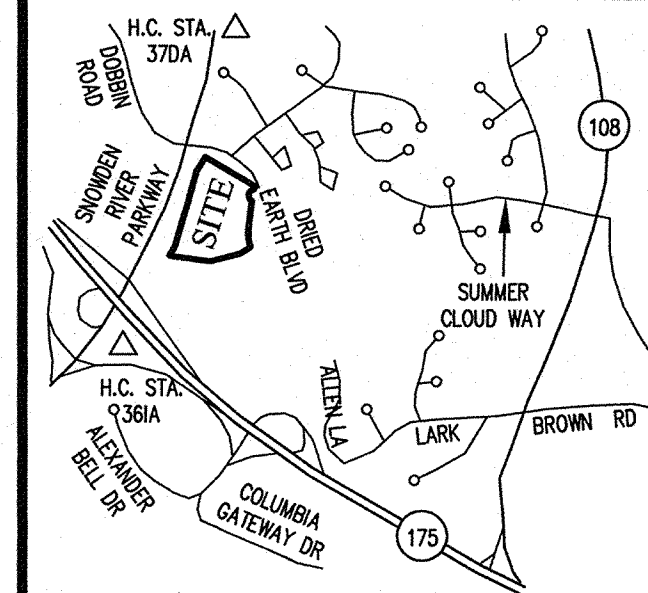 H.C. STA.
37DA
DOBBIN
ROAD
108
SNOWDEN
RIVER
PARKWAY
SITE
DRIED
EARTH BLVD
SUMMER
CLOUD WAY
H.C. STA.
36IA
ALLEN LA
LARK BROWN RD
ALEXANDER
BELL DR
COLUMBIA
GATEWAY DR
175